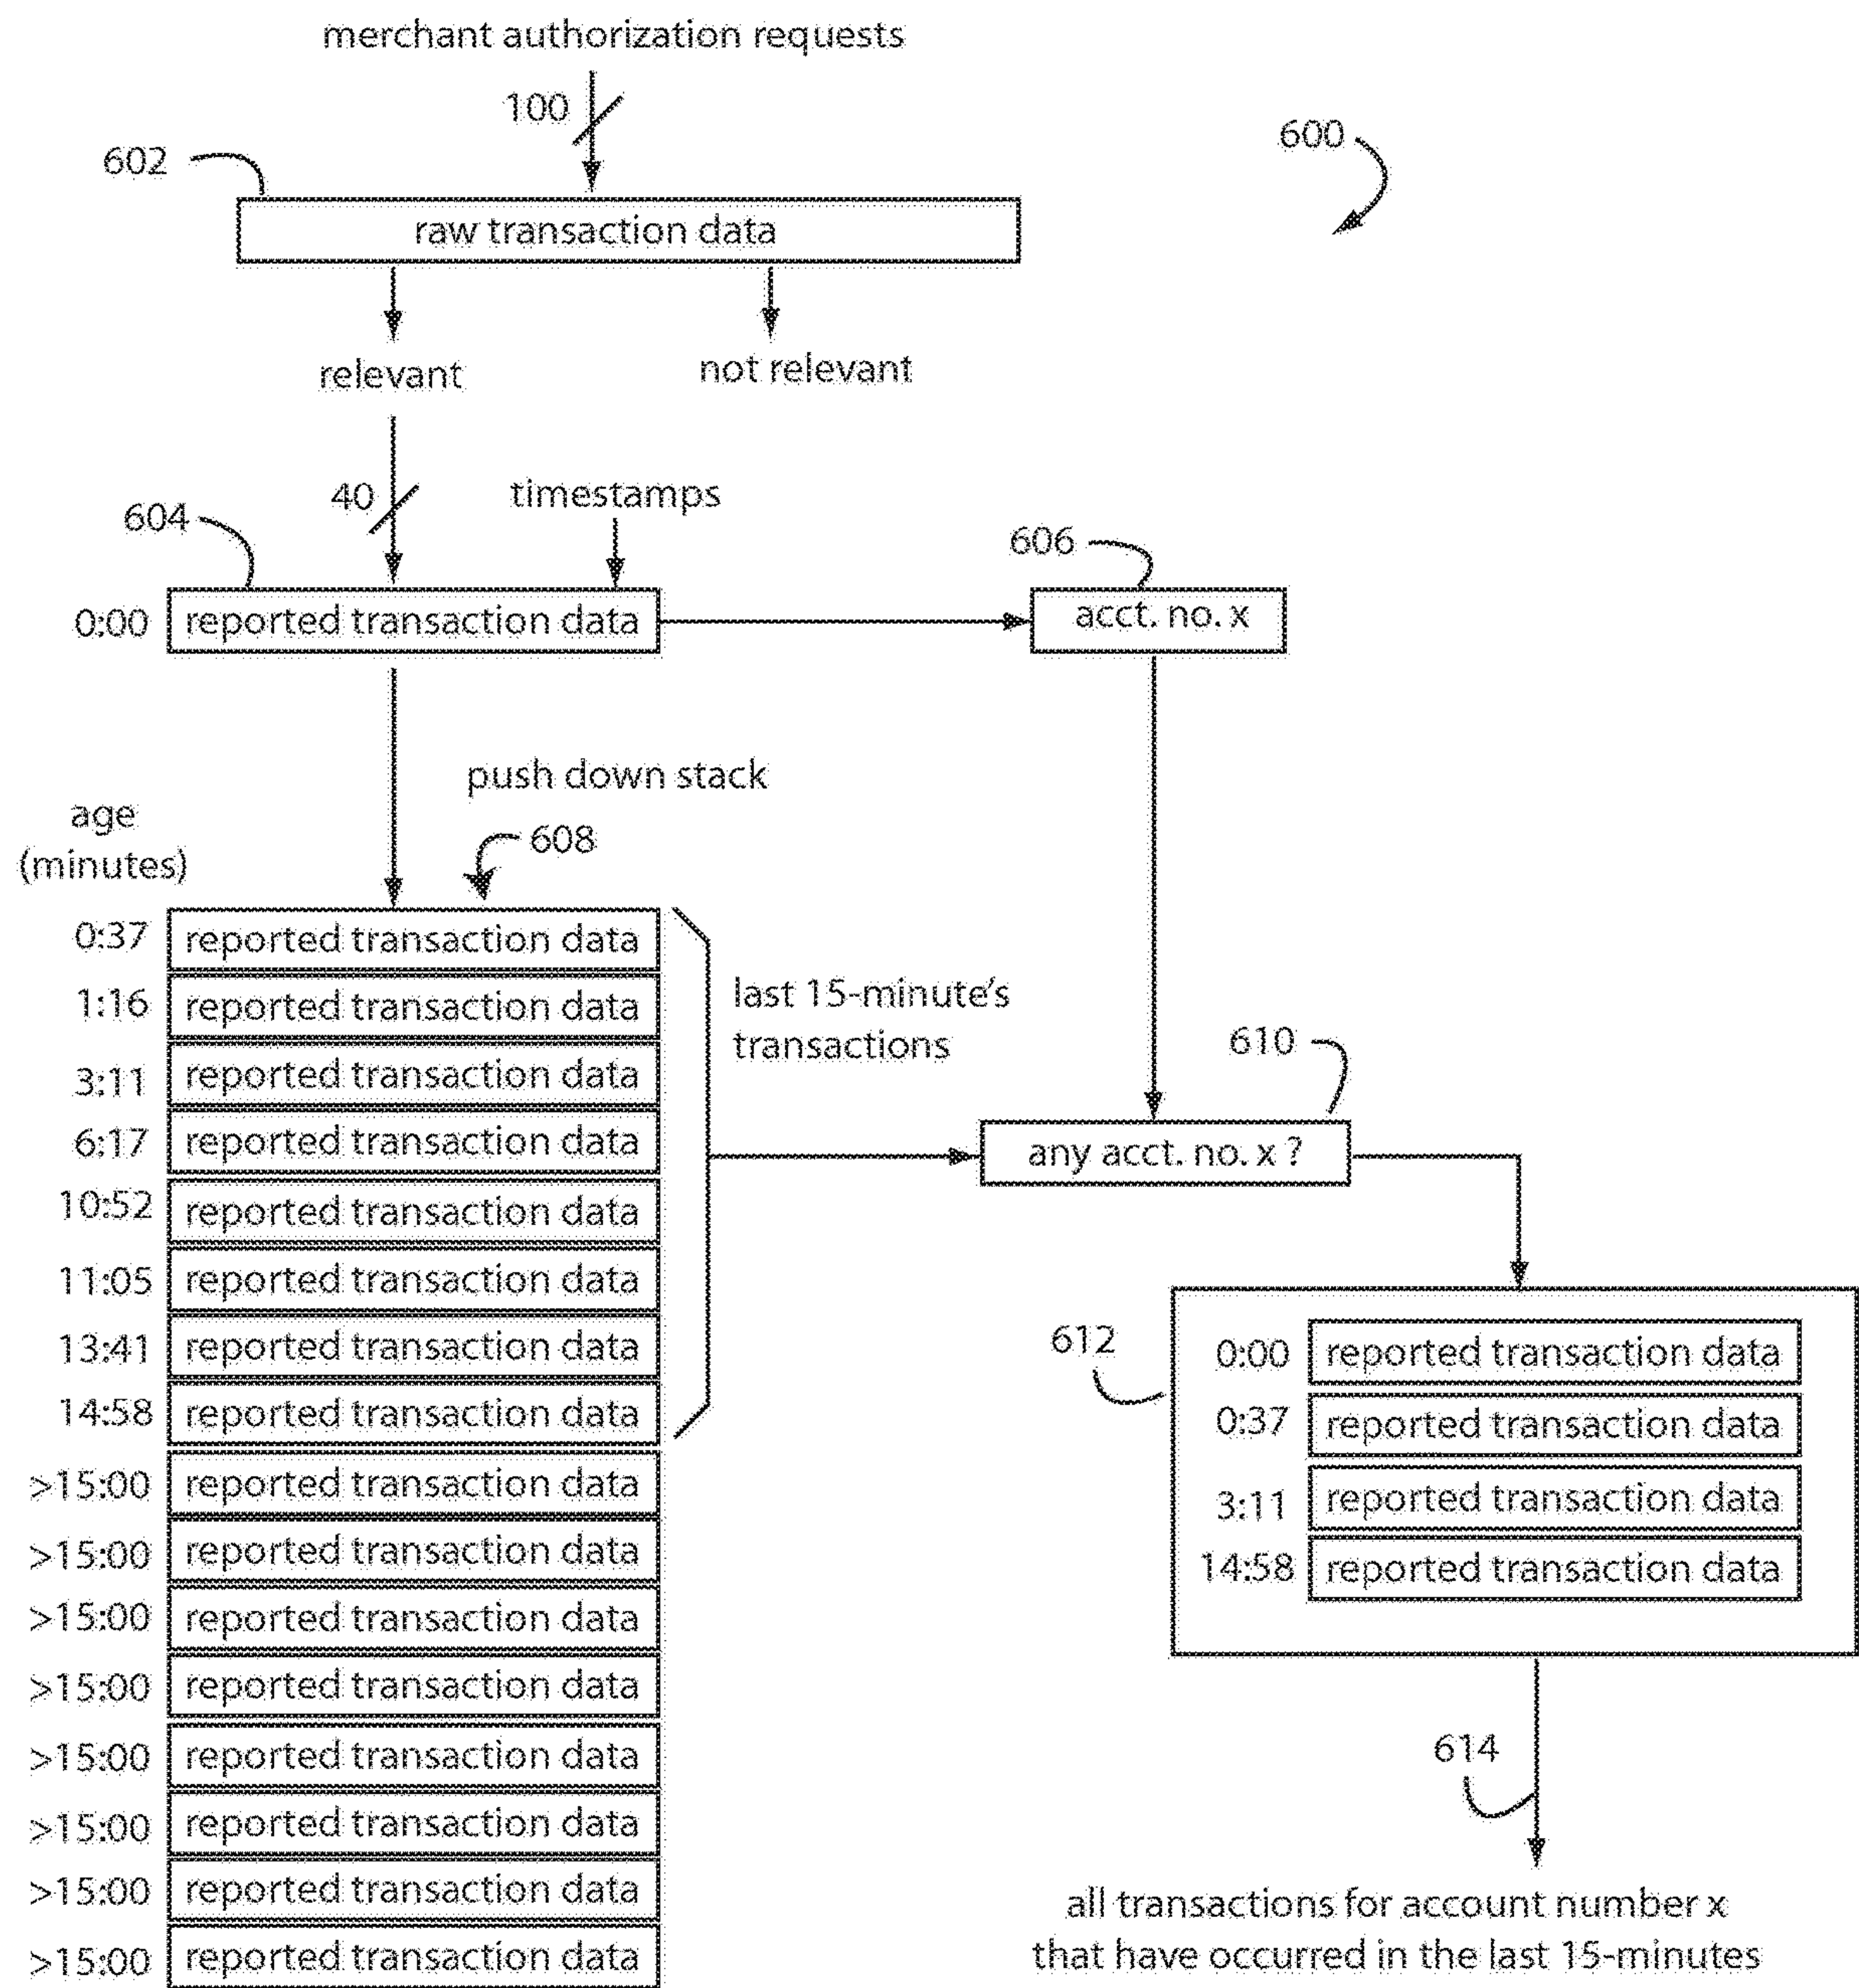 merchant authorization requests
100
602
600
raw transaction data
relevant
not relevant
40
timestamps
604
606
0:00 reported transaction data
acct. no. x
push down stack
608
age
(minutes)
0:37 reported transaction data
1:16 reported transaction data
3:11 reported transaction data
6:17 reported transaction data
10:52 reported transaction data
11:05 reported transaction data
13:41 reported transaction data
14:58 reported transaction data
>15:00 reported transaction data
>15:00 reported transaction data
>15:00 reported transaction data
>15:00 reported transaction data
>15:00 reported transaction data
>15:00 reported transaction data
>15:00 reported transaction data
>15:00 reported transaction data
last 15-minute's
transactions
610
any acct. no. x ?
612
0:00 reported transaction data
0:37 reported transaction data
3:11 reported transaction data
14:58 reported transaction data
614
all transactions for account number x
that have occurred in the last 15-minutes